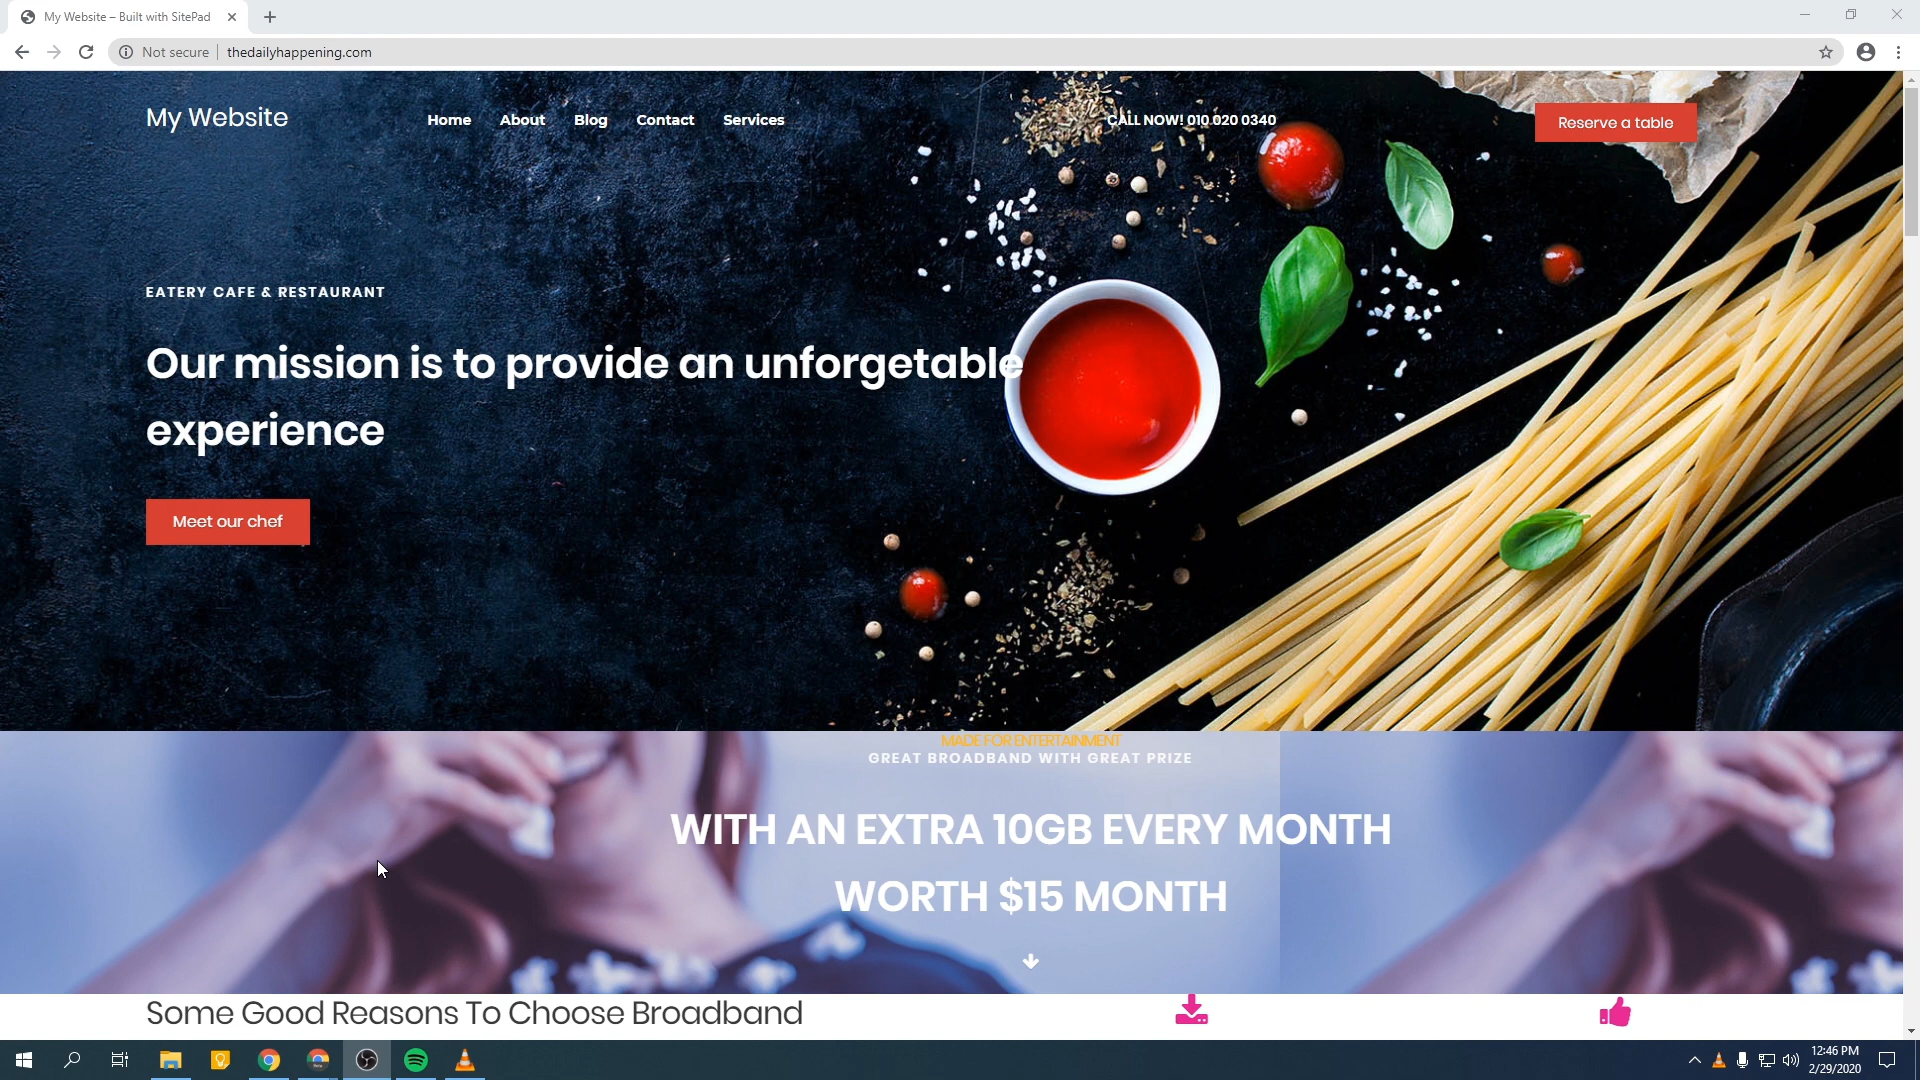 My Website – Built with SitePad
Not secure
thedailyhappening.com
My Website
Home About Blog Contact Services
CALL NOW! 010 020 0340
Reserve a table
EATERY CAFE & RESTAURANT
Our mission is to provide an unforgetable
experience
Meet our chef
MADE FOR ENTERTAINMENT
GREAT BROADBAND WITH GREAT PRIZE
WITH AN EXTRA 10GB EVERY MONTH
WORTH $15 MONTH
Some Good Reasons To Choose Broadband
12:46 PM
2/29/2020